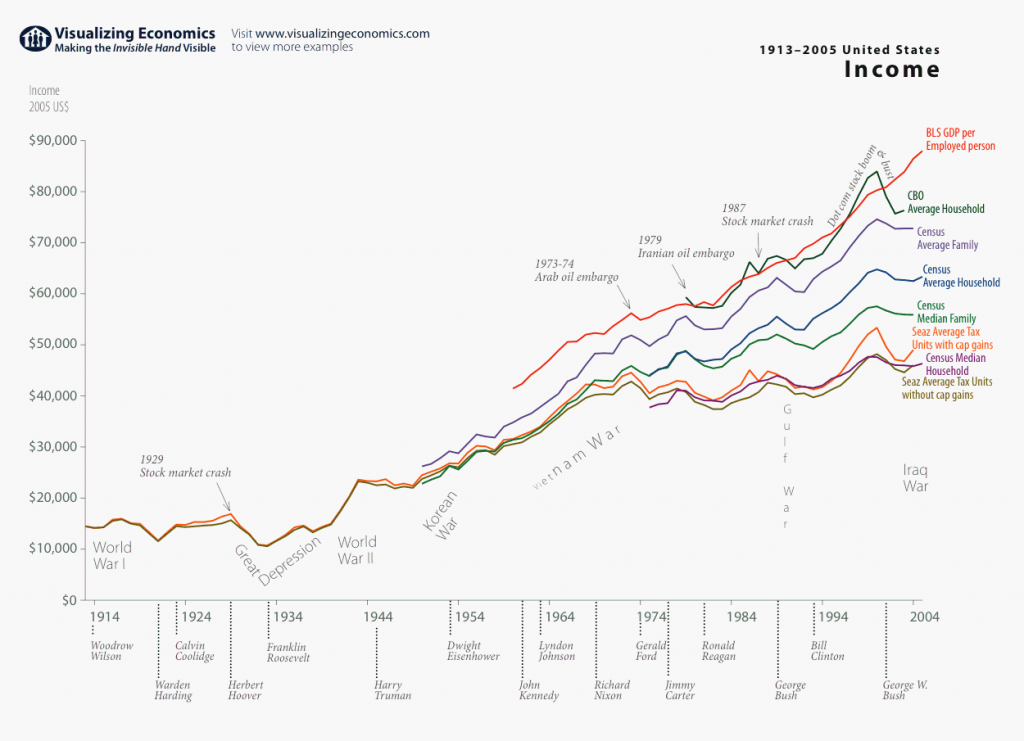 Visualizing Economics
Making the Invisible Hand Visible
Visit www.visualizingeconomics.com
to view more examples
1913–2005 United States
Income
Income
2005 US$
$90,000
$80,000
$70,000
$60,000
$50,000
$40,000
$30,000
$20,000
$10,000
$0
BLS GDP per
Employed person
CBO
Average Household
Census
Average Family
Census
Average Household
Census
Median Family
Seaz Average Tax
Units with cap gains
Census Median
Household
Seaz Average Tax Units
without cap gains
Dot com stock boom
& bust
1987
Stock market crash
1979
Iranian oil embargo
1973-74
Arab oil embargo
1929
Stock market crash
World
War I
Great
Depression
World
War II
Korean
War
Vietnam War
Gulf War
Iraq
War
1914
1924
1934
1944
1954
1964
1974
1984
1994
2004
Woodrow
Wilson
Calvin
Coolidge
Franklin
Roosevelt
Dwight
Eisenhower
Lyndon
Johnson
Gerald
Ford
Ronald
Reagan
Bill
Clinton
Warden
Harding
Herbert
Hoover
Harry
Truman
John
Kennedy
Richard
Nixon
Jimmy
Carter
George
Bush
George W.
Bush